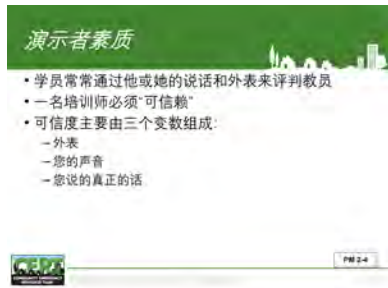 演示者素质
• 学员常常通过他或她的说话和外表来评判教员
• 一名培训师必须“可信赖”
• 可信度主要由三个变数组成:
– 外表
– 您的声音
– 您说的真正的话
PM 2-4